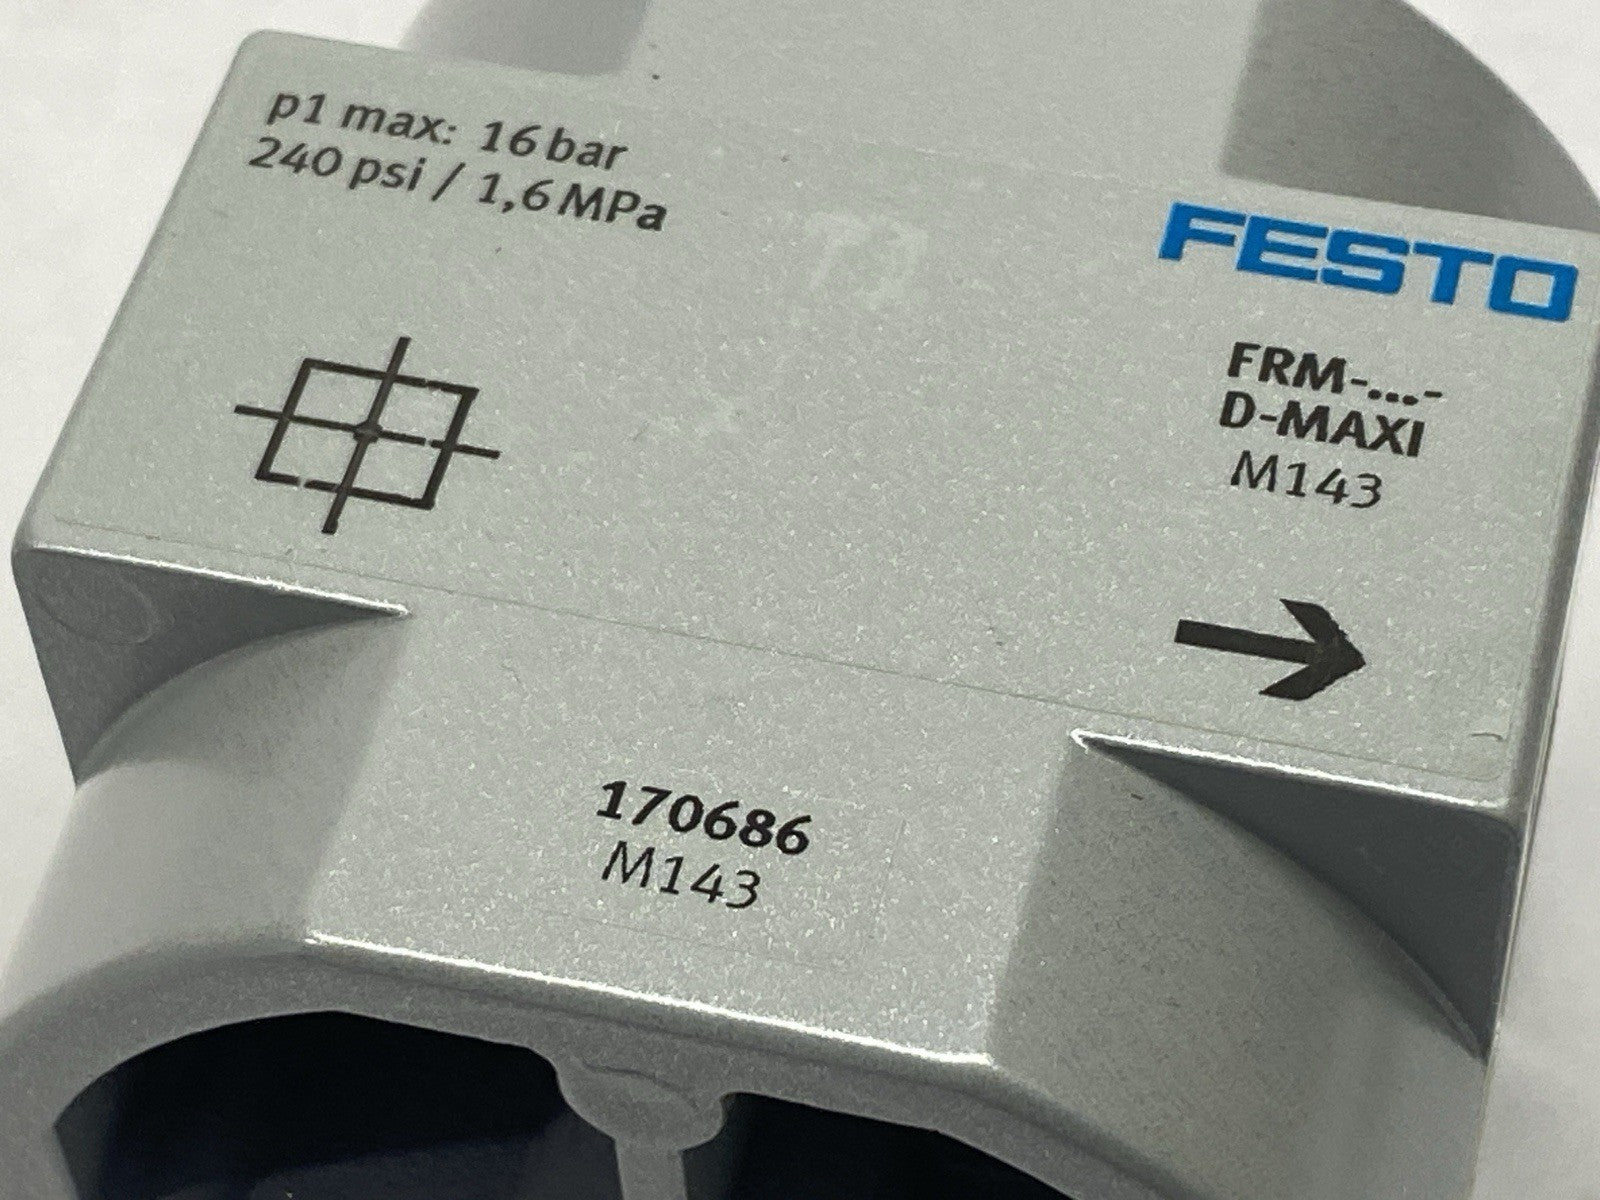 p1 max: 16 bar
240 psi / 1,6 MPa
FESTO
FRM-...-
D-MAXI
M143
170686
M143